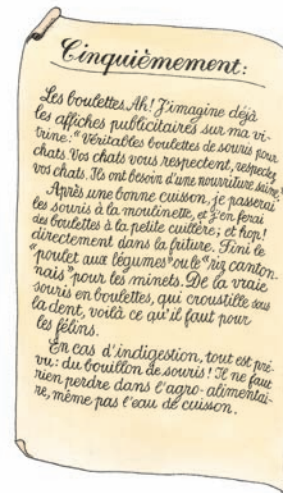 Cinquièmement:
Les boulettes. Ah! J'imagine déjà
les affiches publicitaires sur ma vi-
trine: "Véritables boulettes de souris pour
chats. Vos chats vous respectent, respectez
vos chats. Ils ont besoin d'une nourriture saine."
Après une bonne cuisson, je passerai
les souris à la moulinette, et j'en ferai
des boulettes à la petite cuillère; et hop!
directement dans la friture. Fini le
"poulet aux légumes" ou le "riz canton-
nais" pour les minets. De la vraie
souris en boulettes, qui croustille sous
la dent, voilà ce qu'il faut pour
les félins.
En cas d'indigestion, tout est pré-
vu: du bouillon de souris! Il ne faut
rien perdre dans l'agro-alimentai-
re, même pas l'eau de cuisson.